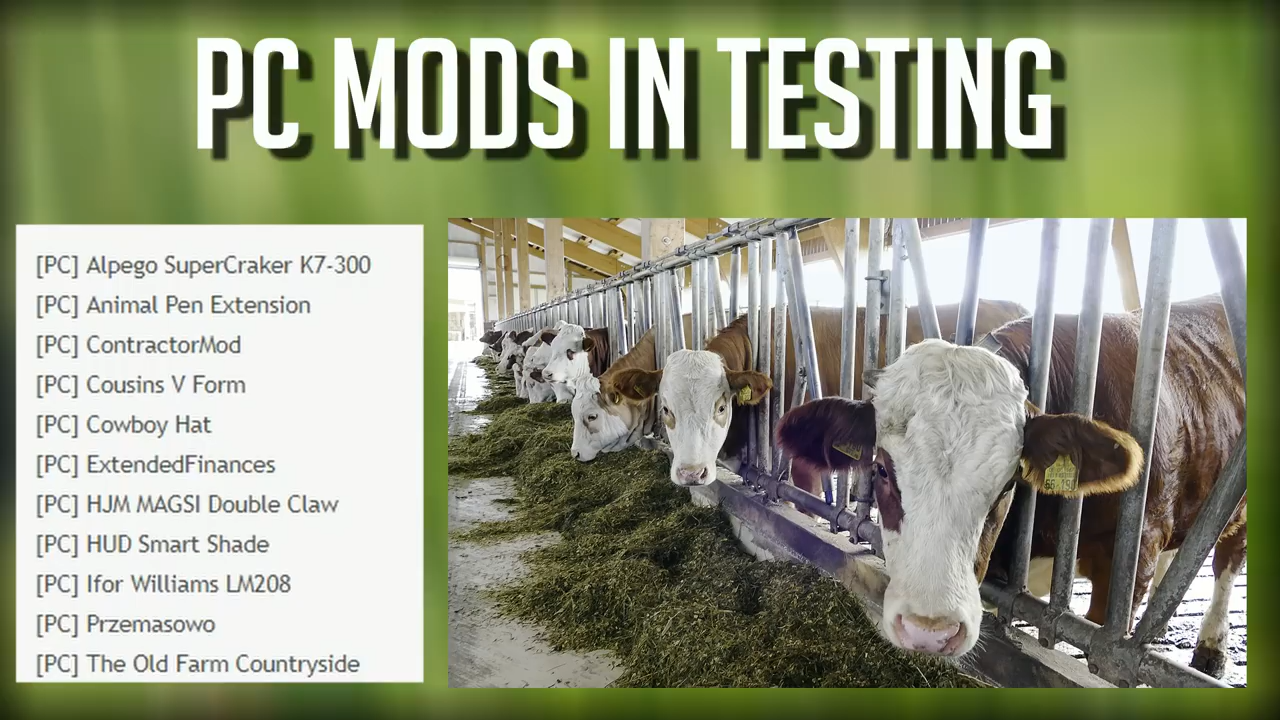 PC MODS IN TESTING
[PC] Alpego SuperCraker K7-300
[PC] Animal Pen Extension
[PC] ContractorMod
[PC] Cousins V Form
[PC] Cowboy Hat
[PC] ExtendedFinances
[PC] HJM MAGSI Double Claw
[PC] HUD Smart Shade
[PC] Ifor Williams LM208
[PC] Przemasowo
[PC] The Old Farm Countryside